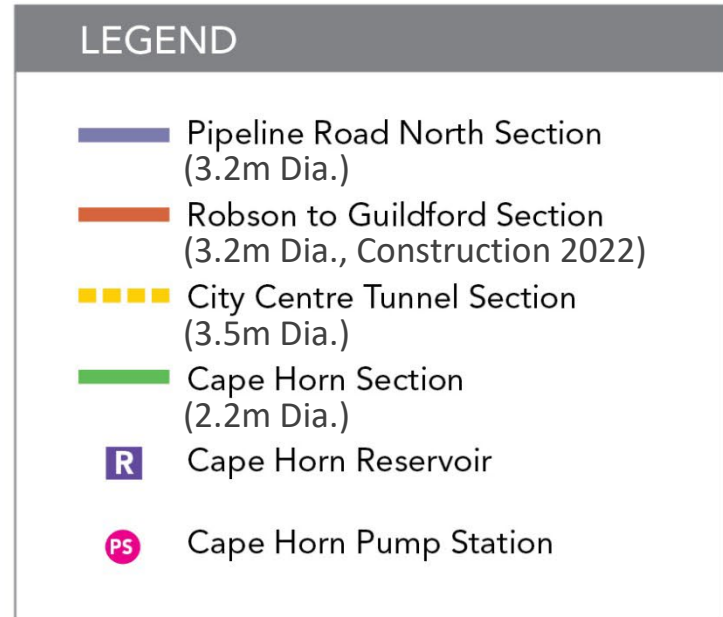 LEGEND
Pipeline Road North Section
(3.2m Dia.)
Robson to Guildford Section
(3.2m Dia., Construction 2022)
City Centre Tunnel Section
(3.5m Dia.)
Cape Horn Section
(2.2m Dia.)
R Cape Horn Reservoir
PS Cape Horn Pump Station